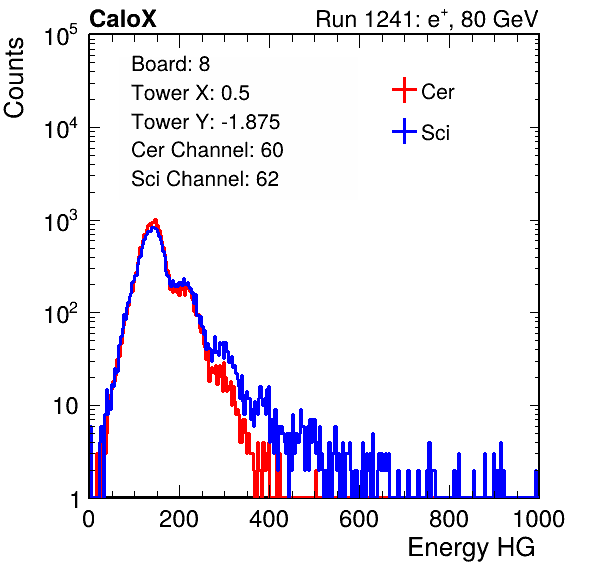 CaloX Run 1241: e⁺, 80 GeV
Counts
10⁵
10⁴
10³
10²
10
1
Board: 8
Tower X: 0.5
Tower Y: -1.875
Cer Channel: 60
Sci Channel: 62
Cer
Sci
0 200 400 600 800 1000
Energy HG